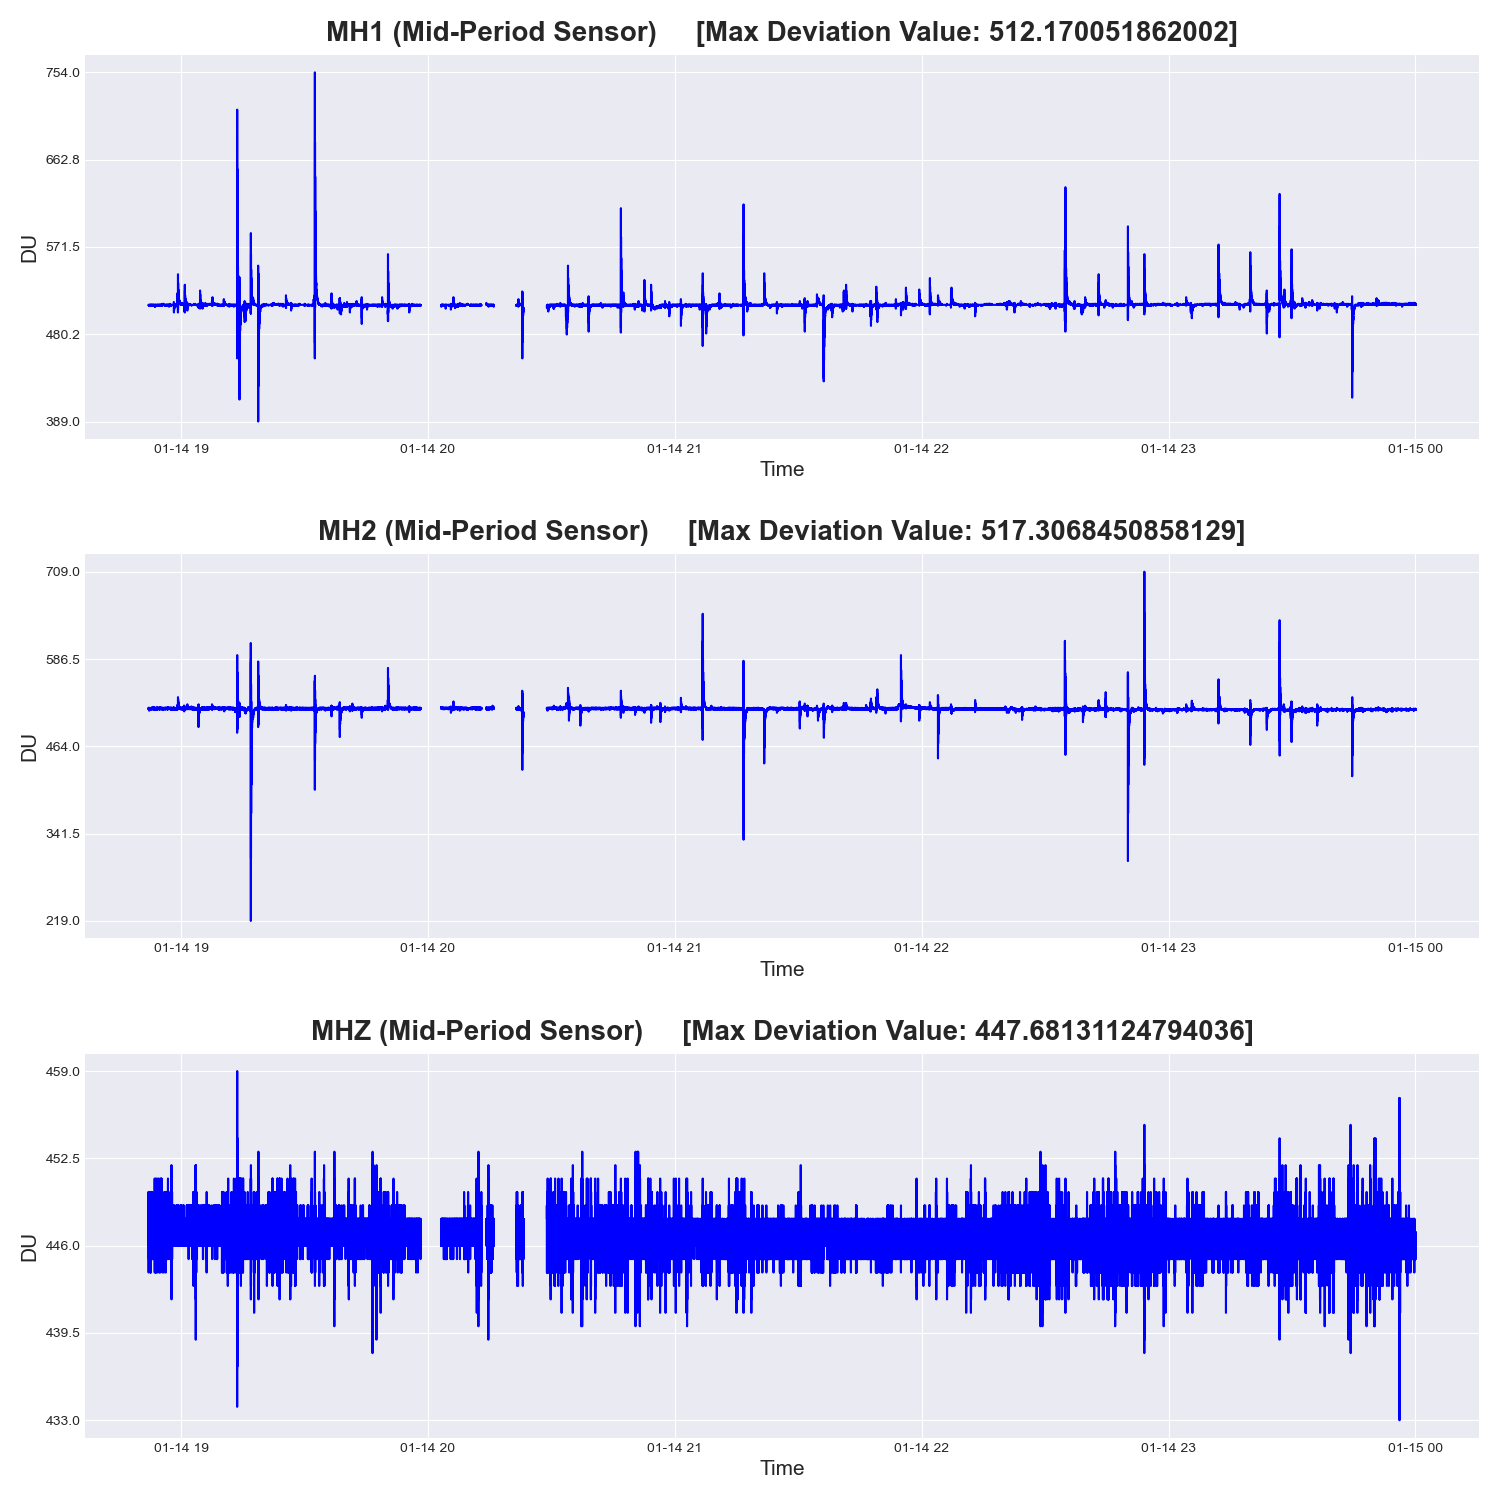 MH1 (Mid-Period Sensor) [Max Deviation Value: 512.170051862002]
754.0
662.8
571.5
480.2
389.0
DU
01-14 19 01-14 20 01-14 21 01-14 22 01-14 23 01-15 00
Time
MH2 (Mid-Period Sensor) [Max Deviation Value: 517.3068450858129]
709.0
586.5
464.0
341.5
219.0
DU
01-14 19 01-14 20 01-14 21 01-14 22 01-14 23 01-15 00
Time
MHZ (Mid-Period Sensor) [Max Deviation Value: 447.68131124794036]
459.0
452.5
446.0
439.5
433.0
DU
01-14 19 01-14 20 01-14 21 01-14 22 01-14 23 01-15 00
Time